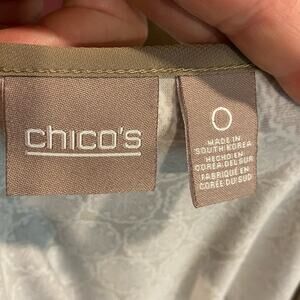 chico's
0
MADE IN
SOUTH KOREA
HECHO EN
COREA DEL SUR
FABRIQUÉ EN
CORÉE DU SUD